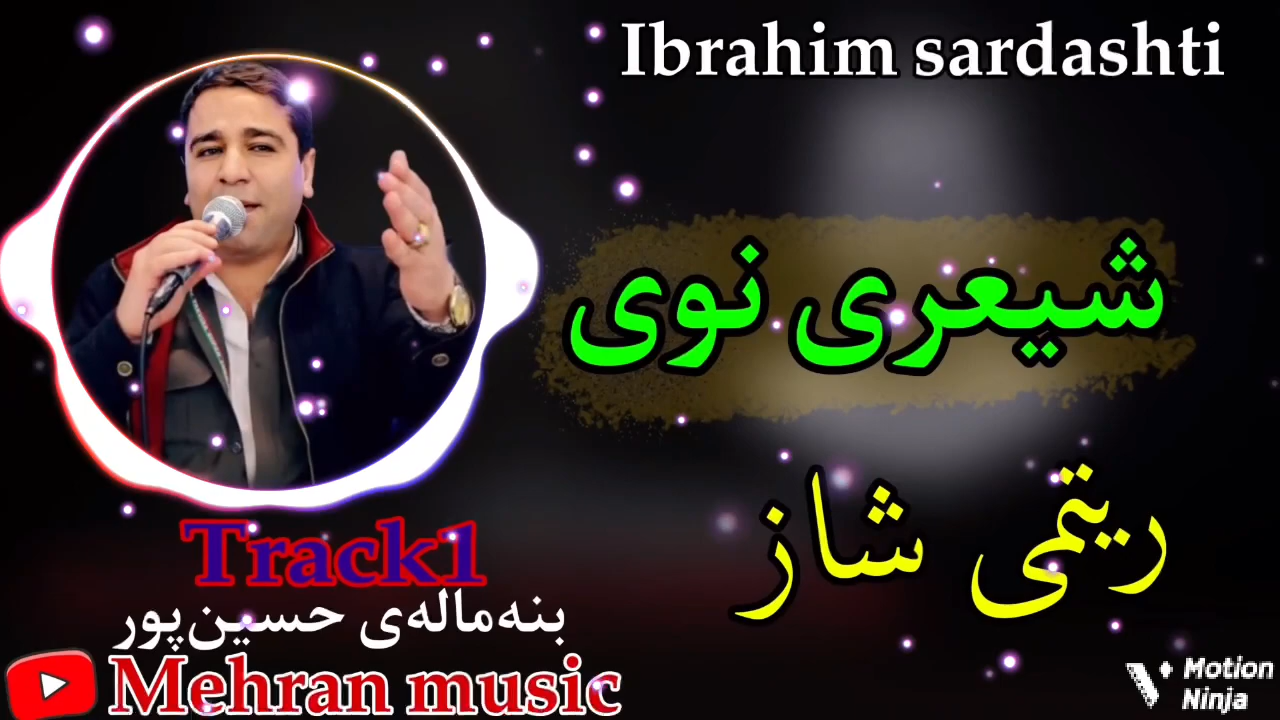 Ibrahim sardashti
شیعری نوی
ریتمی شاز
Track1
بنەماڵەی حسین‌پور
Mehran music
Motion
Ninja